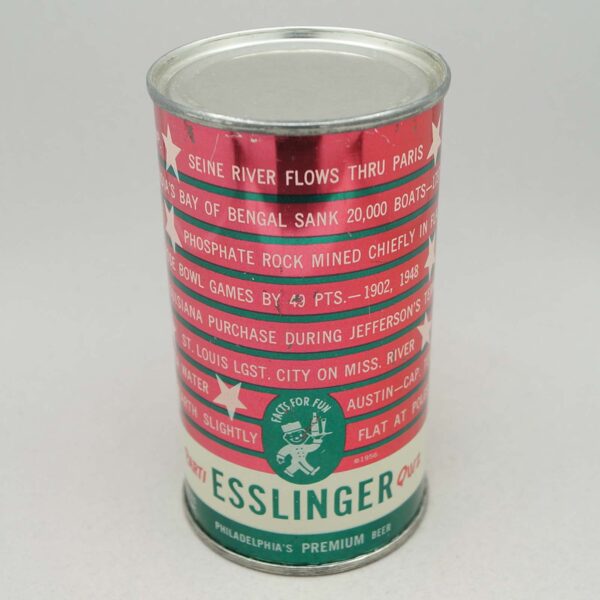 SEINE RIVER FLOWS THRU PARIS
BAY OF BENGAL SANK 20,000 BOATS—
PHOSPHATE ROCK MINED CHIEFLY IN
BOWL GAMES BY 49 PTS.—1902, 1948
PURCHASE DURING JEFFERSON'S
ST. LOUIS LGST. CITY ON MISS. RIVER
WATER AUSTIN—CAP.
SLIGHTLY FLAT AT
FACTS FOR FUN
©1956
ESSLINGER
PHILADELPHIA'S PREMIUM BEER